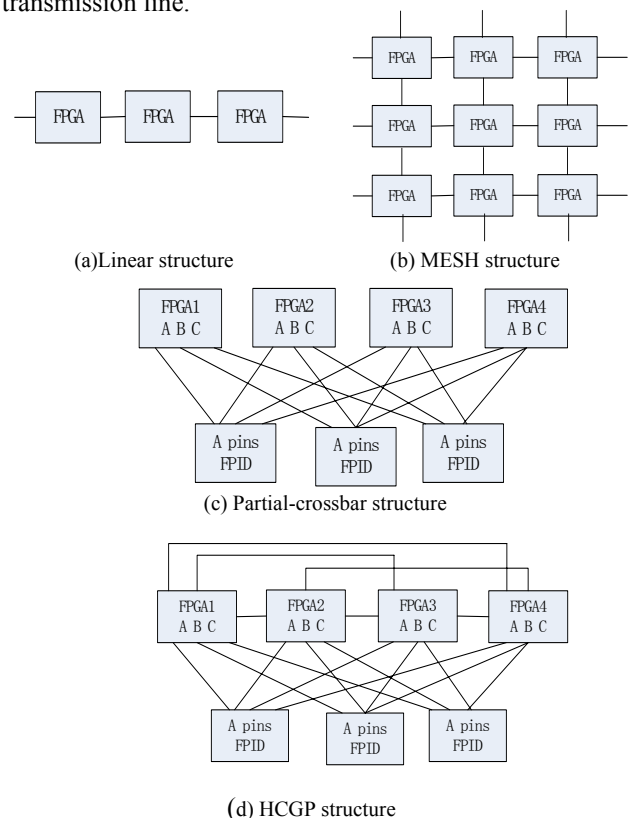 transmission line.
FPGA FPGA FPGA
FPGA FPGA FPGA
FPGA FPGA FPGA
FPGA FPGA FPGA
(a)Linear structure
(b) MESH structure
FPGA1 FPGA2 FPGA3 FPGA4
A B C A B C A B C A B C
A pins A pins A pins
FPID FPID FPID
(c) Partial-crossbar structure
FPGA1 FPGA2 FPGA3 FPGA4
A B C A B C A B C A B C
A pins A pins A pins
FPID FPID FPID
(d) HCGP structure